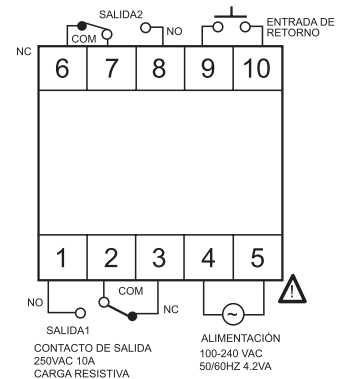 SALIDA2
NC
COM
NO
ENTRADA DE
RETORNO
6 7 8 9 10
1 2 3 4 5
NO
COM
NC
SALIDA1
CONTACTO DE SALIDA
250VAC 10A
CARGA RESISTIVA
ALIMENTACIÓN
100-240 VAC
50/60HZ 4.2VA
!